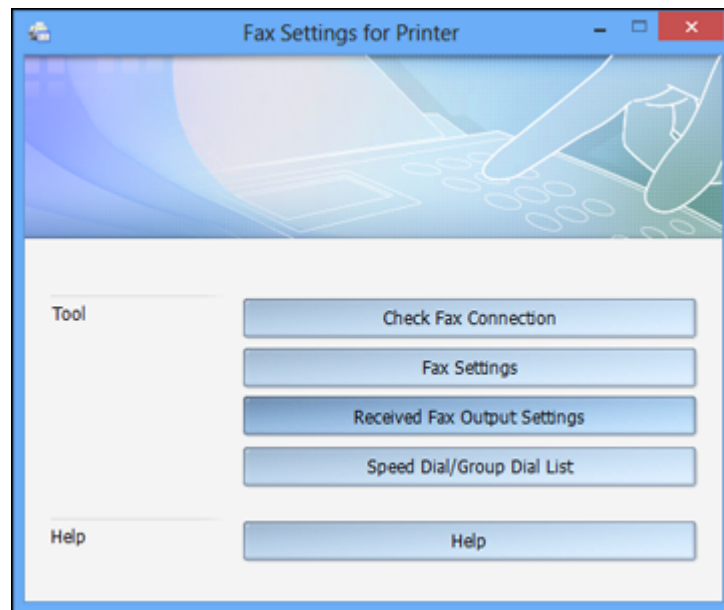 Fax Settings for Printer
Tool
Check Fax Connection
Fax Settings
Received Fax Output Settings
Speed Dial/Group Dial List
Help
Help